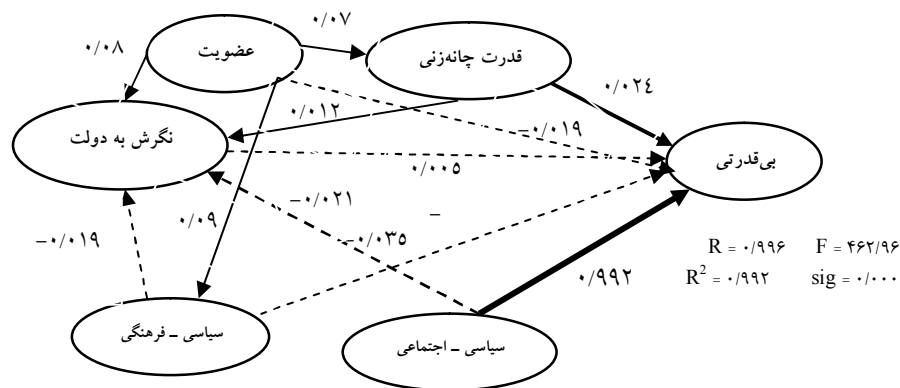 ۰/۰۷
۰/۰۸
عضویت
قدرت چانه‌زنی
۰/۰۲٤
۰/۰۱۲
-۰/۰۱۹
نگرش به دولت
بی‌قدرتی
۰/۰۰٥
-۰/۰۲۱
۰/۰۹
-
-۰/۰۱۹
-۰/۰۳٥
R = ۰/۹۹۶ F = ۴۶۲/۹۶
۰/۹۹۲
R² = ۰/۹۹۲ sig = ۰/۰۰۰
سیاسی – فرهنگی
سیاسی – اجتماعی